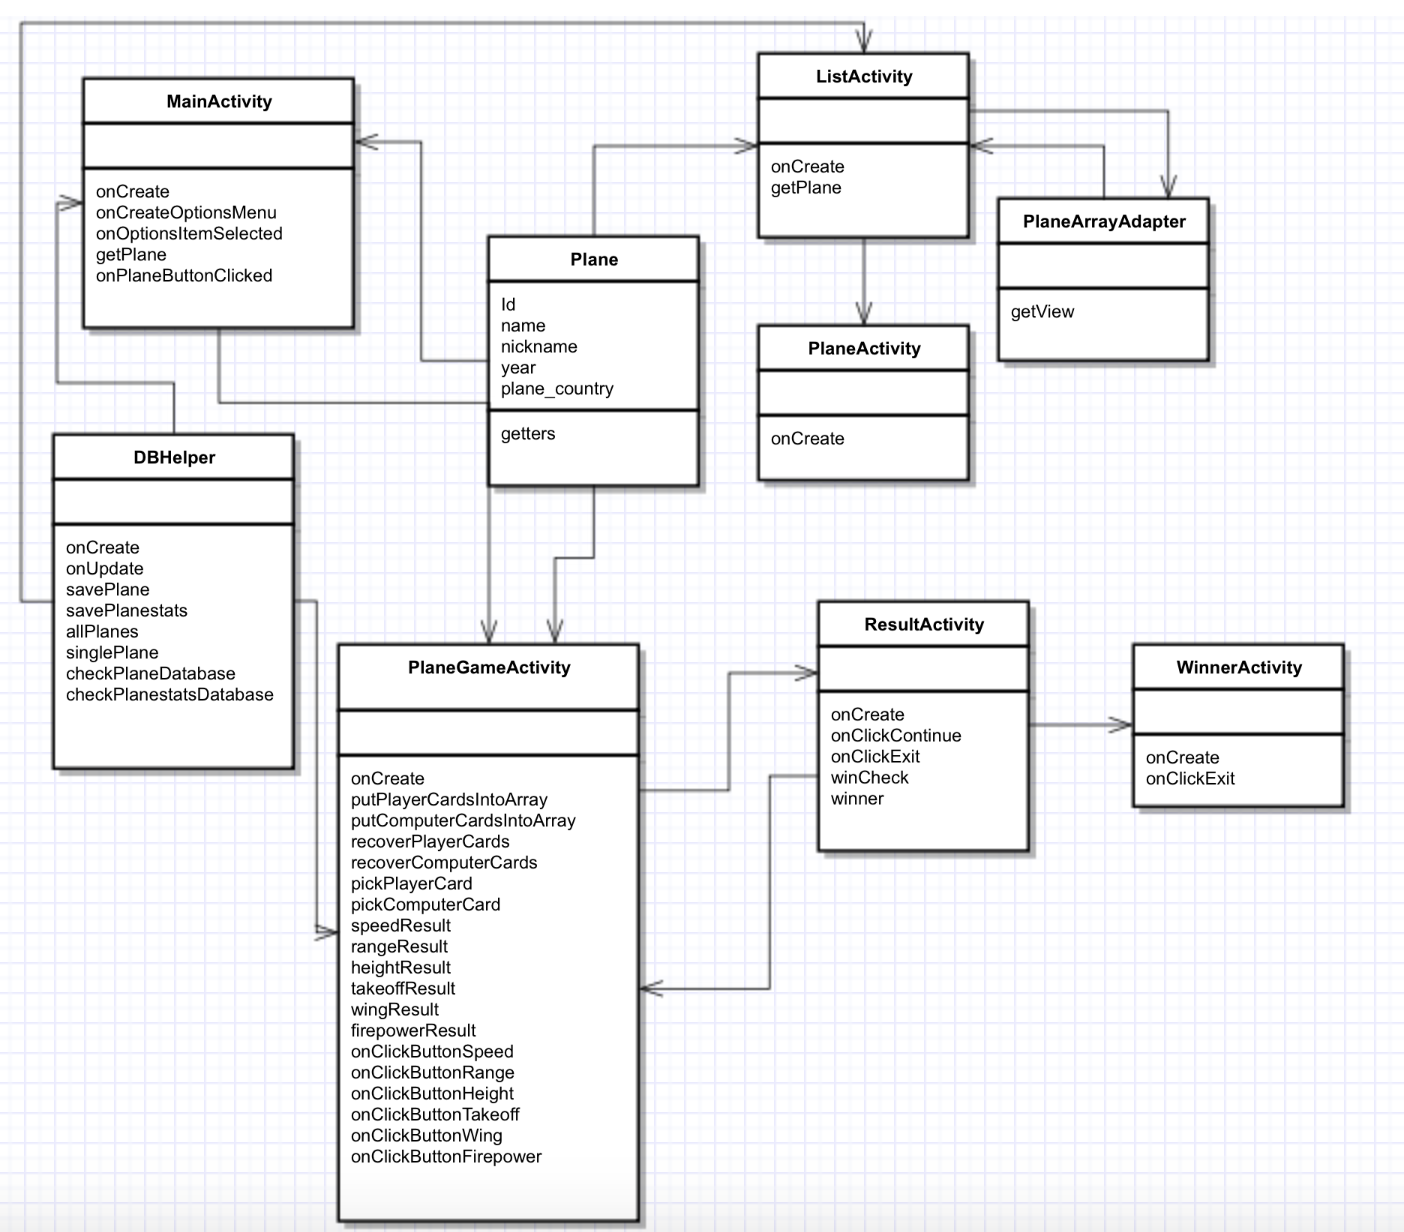 MainActivity
onCreate
onCreateOptionsMenu
onOptionsItemSelected
getPlane
onPlaneButtonClicked
ListActivity
onCreate
getPlane
PlaneArrayAdapter
getView
Plane
Id
name
nickname
year
plane_country
getters
PlaneActivity
onCreate
DBHelper
onCreate
onUpdate
savePlane
savePlanestats
allPlanes
singlePlane
checkPlaneDatabase
checkPlanestatsDatabase
PlaneGameActivity
onCreate
putPlayerCardsIntoArray
putComputerCardsIntoArray
recoverPlayerCards
recoverComputerCards
pickPlayerCard
pickComputerCard
speedResult
rangeResult
heightResult
takeoffResult
wingResult
firepowerResult
onClickButtonSpeed
onClickButtonRange
onClickButtonHeight
onClickButtonTakeoff
onClickButtonWing
onClickButtonFirepower
ResultActivity
onCreate
onClickContinue
onClickExit
winCheck
winner
WinnerActivity
onCreate
onClickExit